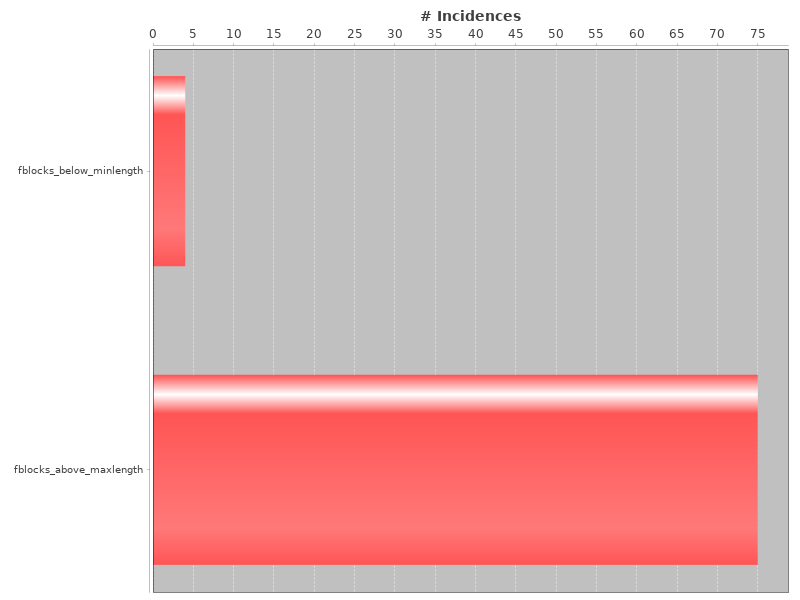 # Incidences
0 5 10 15 20 25 30 35 40 45 50 55 60 65 70 75
fblocks_below_minlength
fblocks_above_maxlength